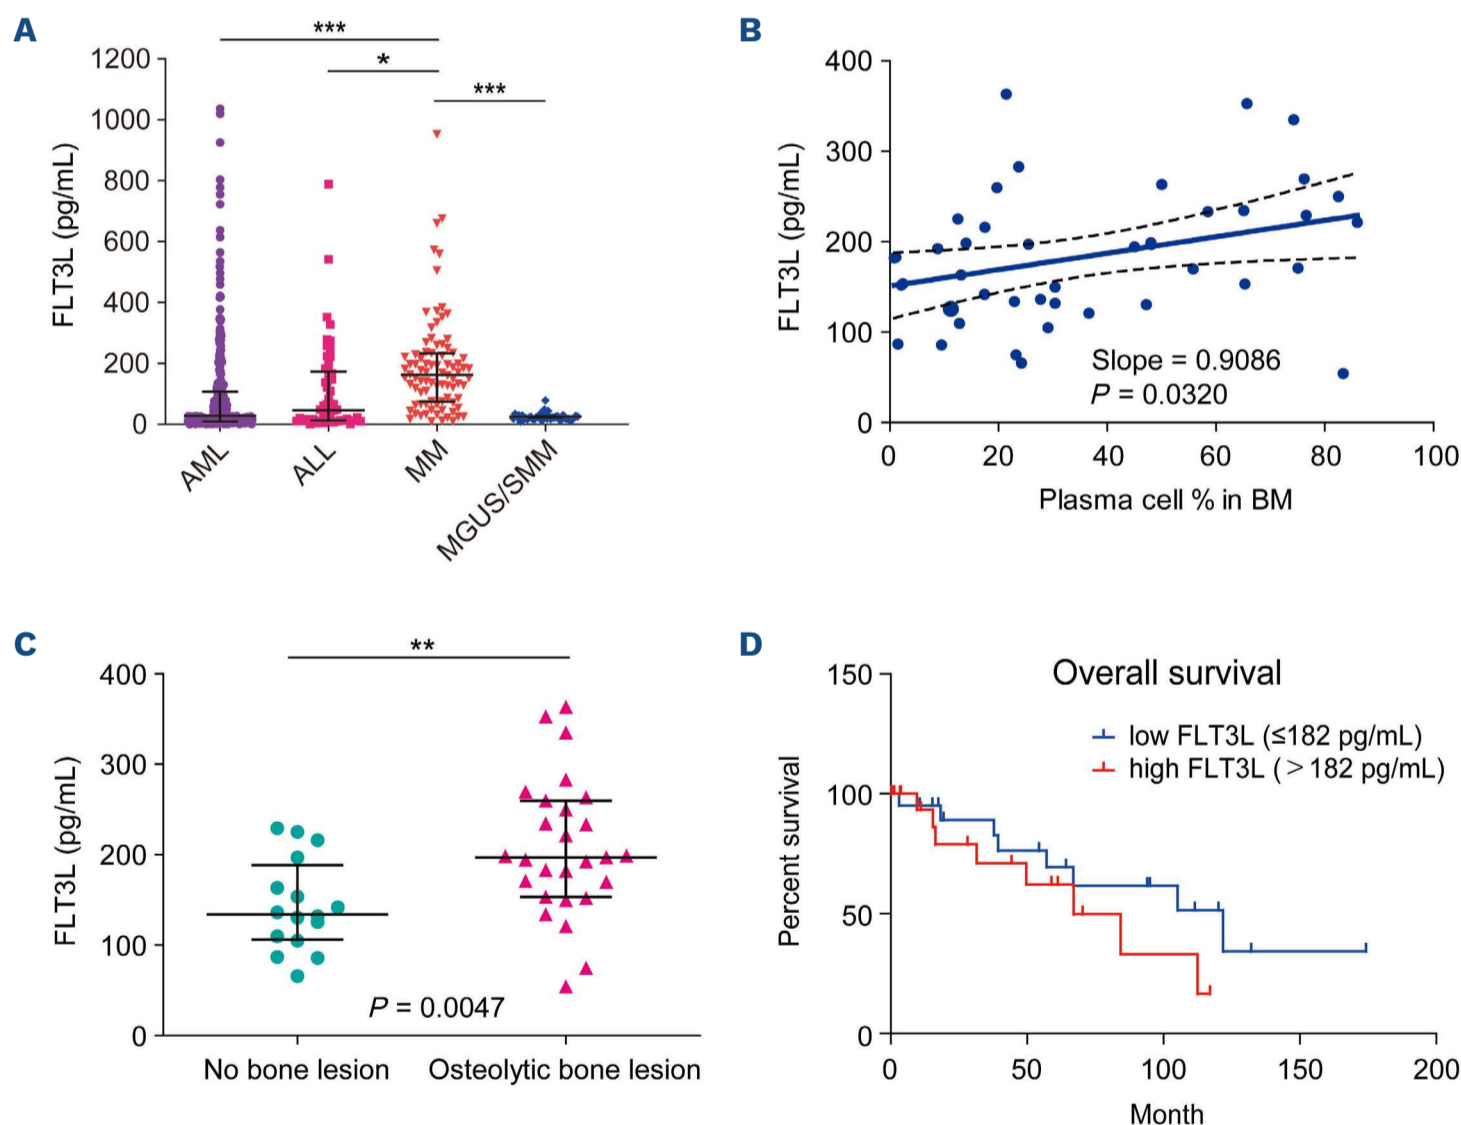 A
***
*
***
1200
1000
800
600
400
200
0
FLT3L (pg/mL)
AML
ALL
MM
MGUS/SMM
B
400
300
200
100
0
FLT3L (pg/mL)
Slope = 0.9086
P = 0.0320
0 20 40 60 80 100
Plasma cell % in BM
C
**
400
300
200
100
0
FLT3L (pg/mL)
P = 0.0047
No bone lesion
Osteolytic bone lesion
D
Overall survival
150
100
50
0
Percent survival
low FLT3L (≤182 pg/mL)
high FLT3L (>182 pg/mL)
0 50 100 150 200
Month